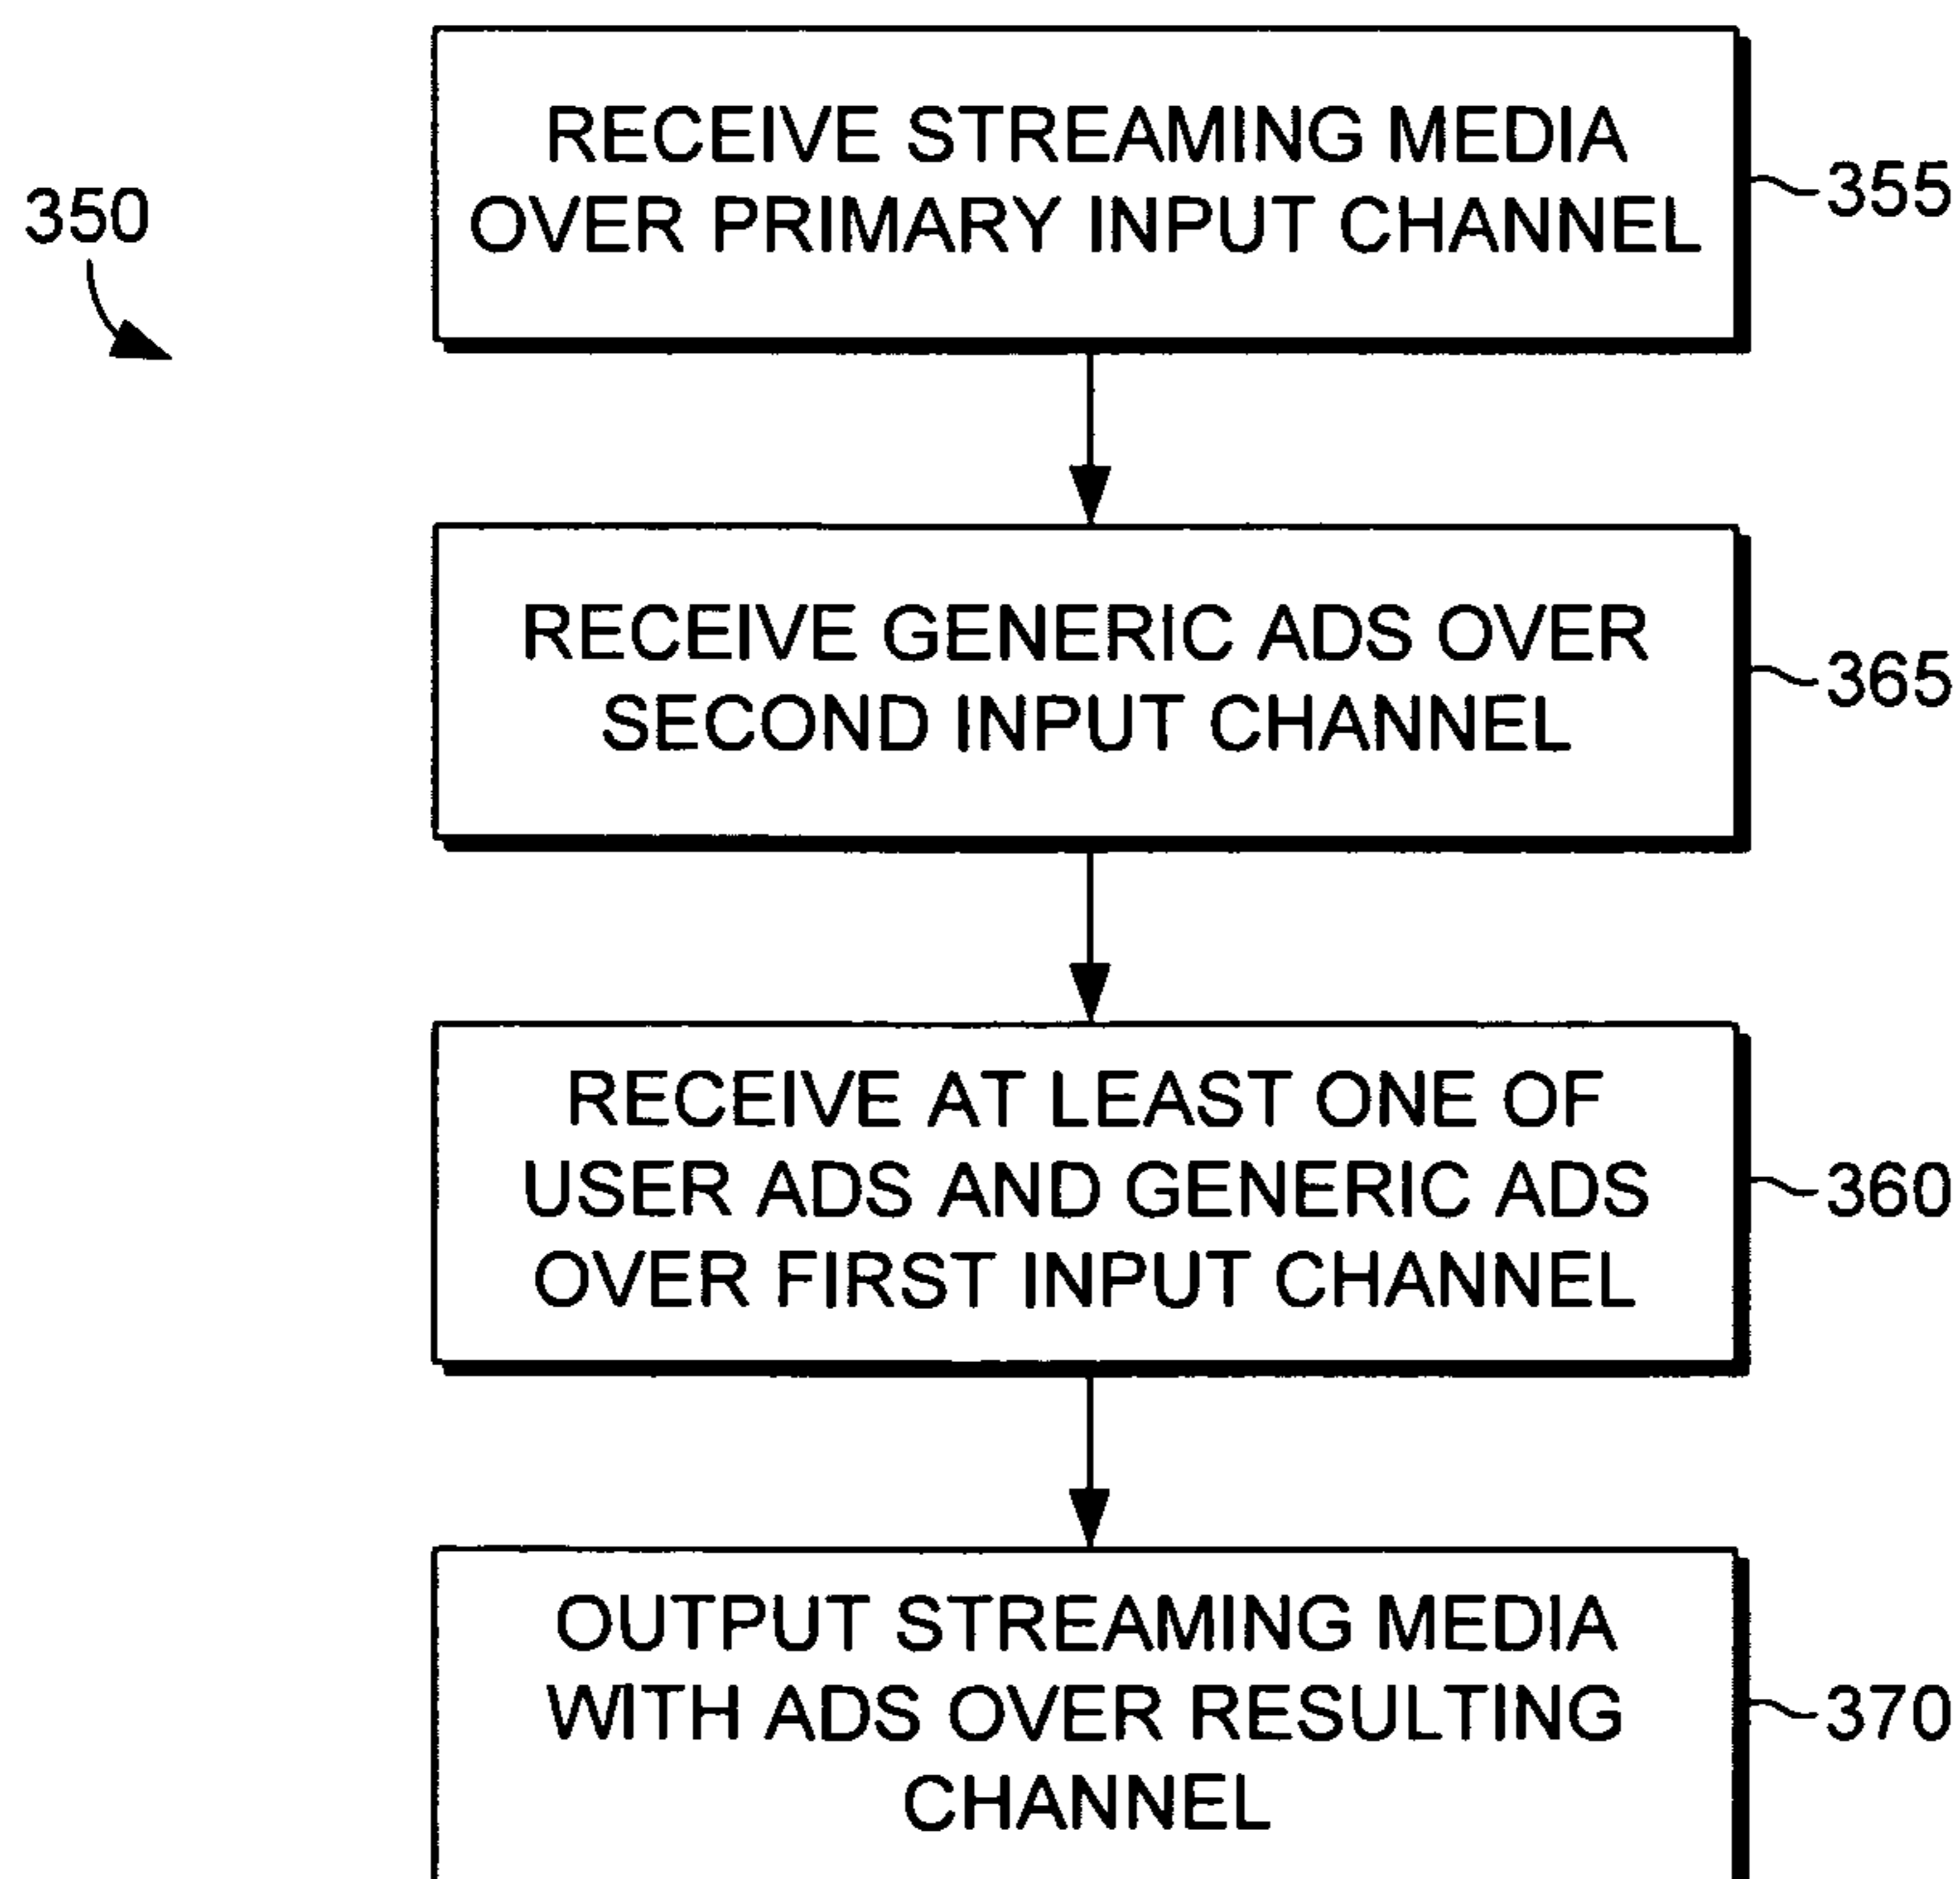 350
RECEIVE STREAMING MEDIA
OVER PRIMARY INPUT CHANNEL
355
RECEIVE GENERIC ADS OVER
SECOND INPUT CHANNEL
365
RECEIVE AT LEAST ONE OF
USER ADS AND GENERIC ADS
OVER FIRST INPUT CHANNEL
360
OUTPUT STREAMING MEDIA
WITH ADS OVER RESULTING
CHANNEL
370